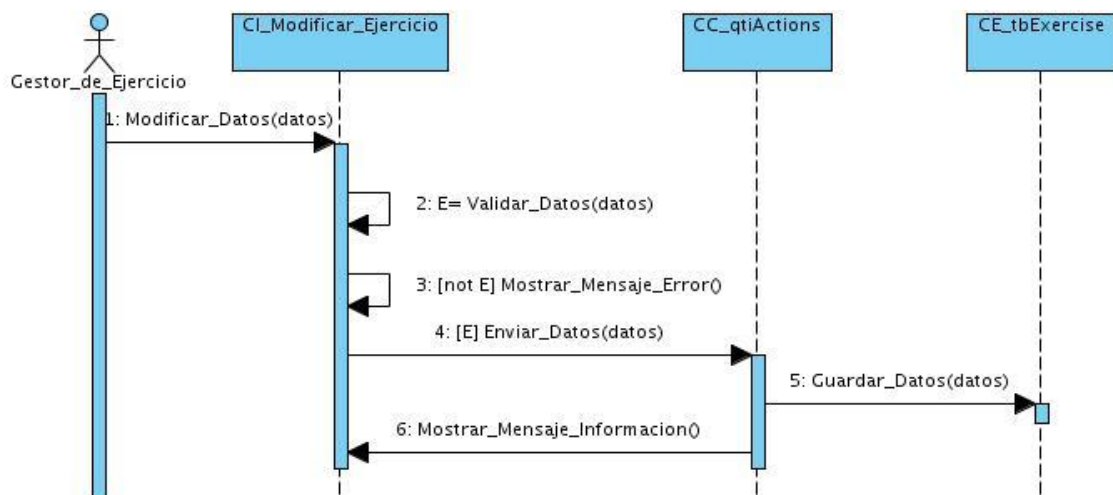 CI_Modificar_Ejercicio
CC_qtiActions
CE_tbExercise
Gestor_de_Ejercicio
1: Modificar_Datos(datos)
2: E= Validar_Datos(datos)
3: [not E] Mostrar_Mensaje_Error()
4: [E] Enviar_Datos(datos)
5: Guardar_Datos(datos)
6: Mostrar_Mensaje_Informacion()